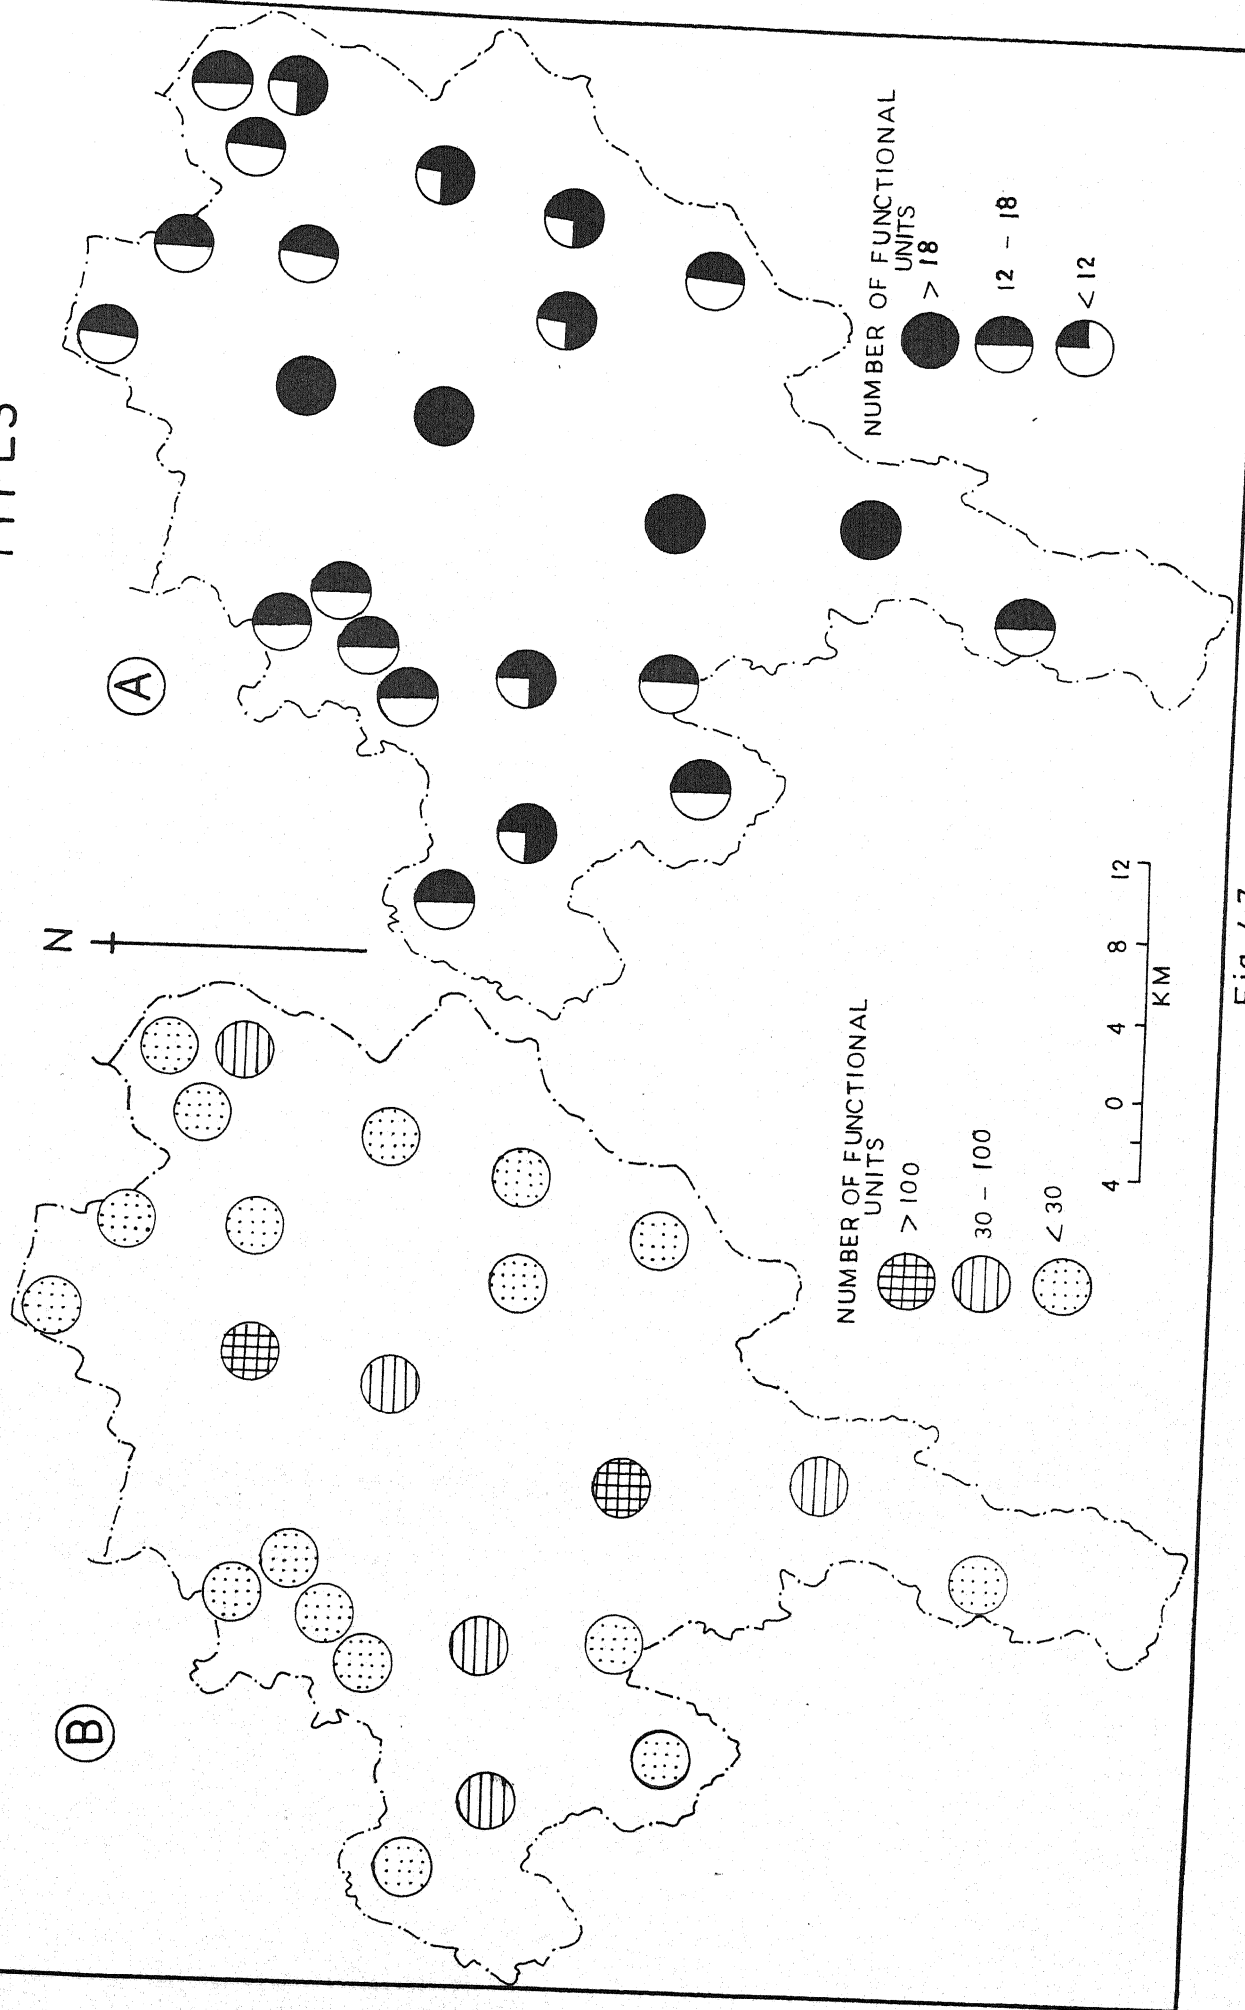 A
NUMBER OF FUNCTIONAL
UNITS
> 18
12 - 18
< 12
N
B
NUMBER OF FUNCTIONAL
UNITS
> 100
30 - 100
< 30
4 0 4 8 12
KM